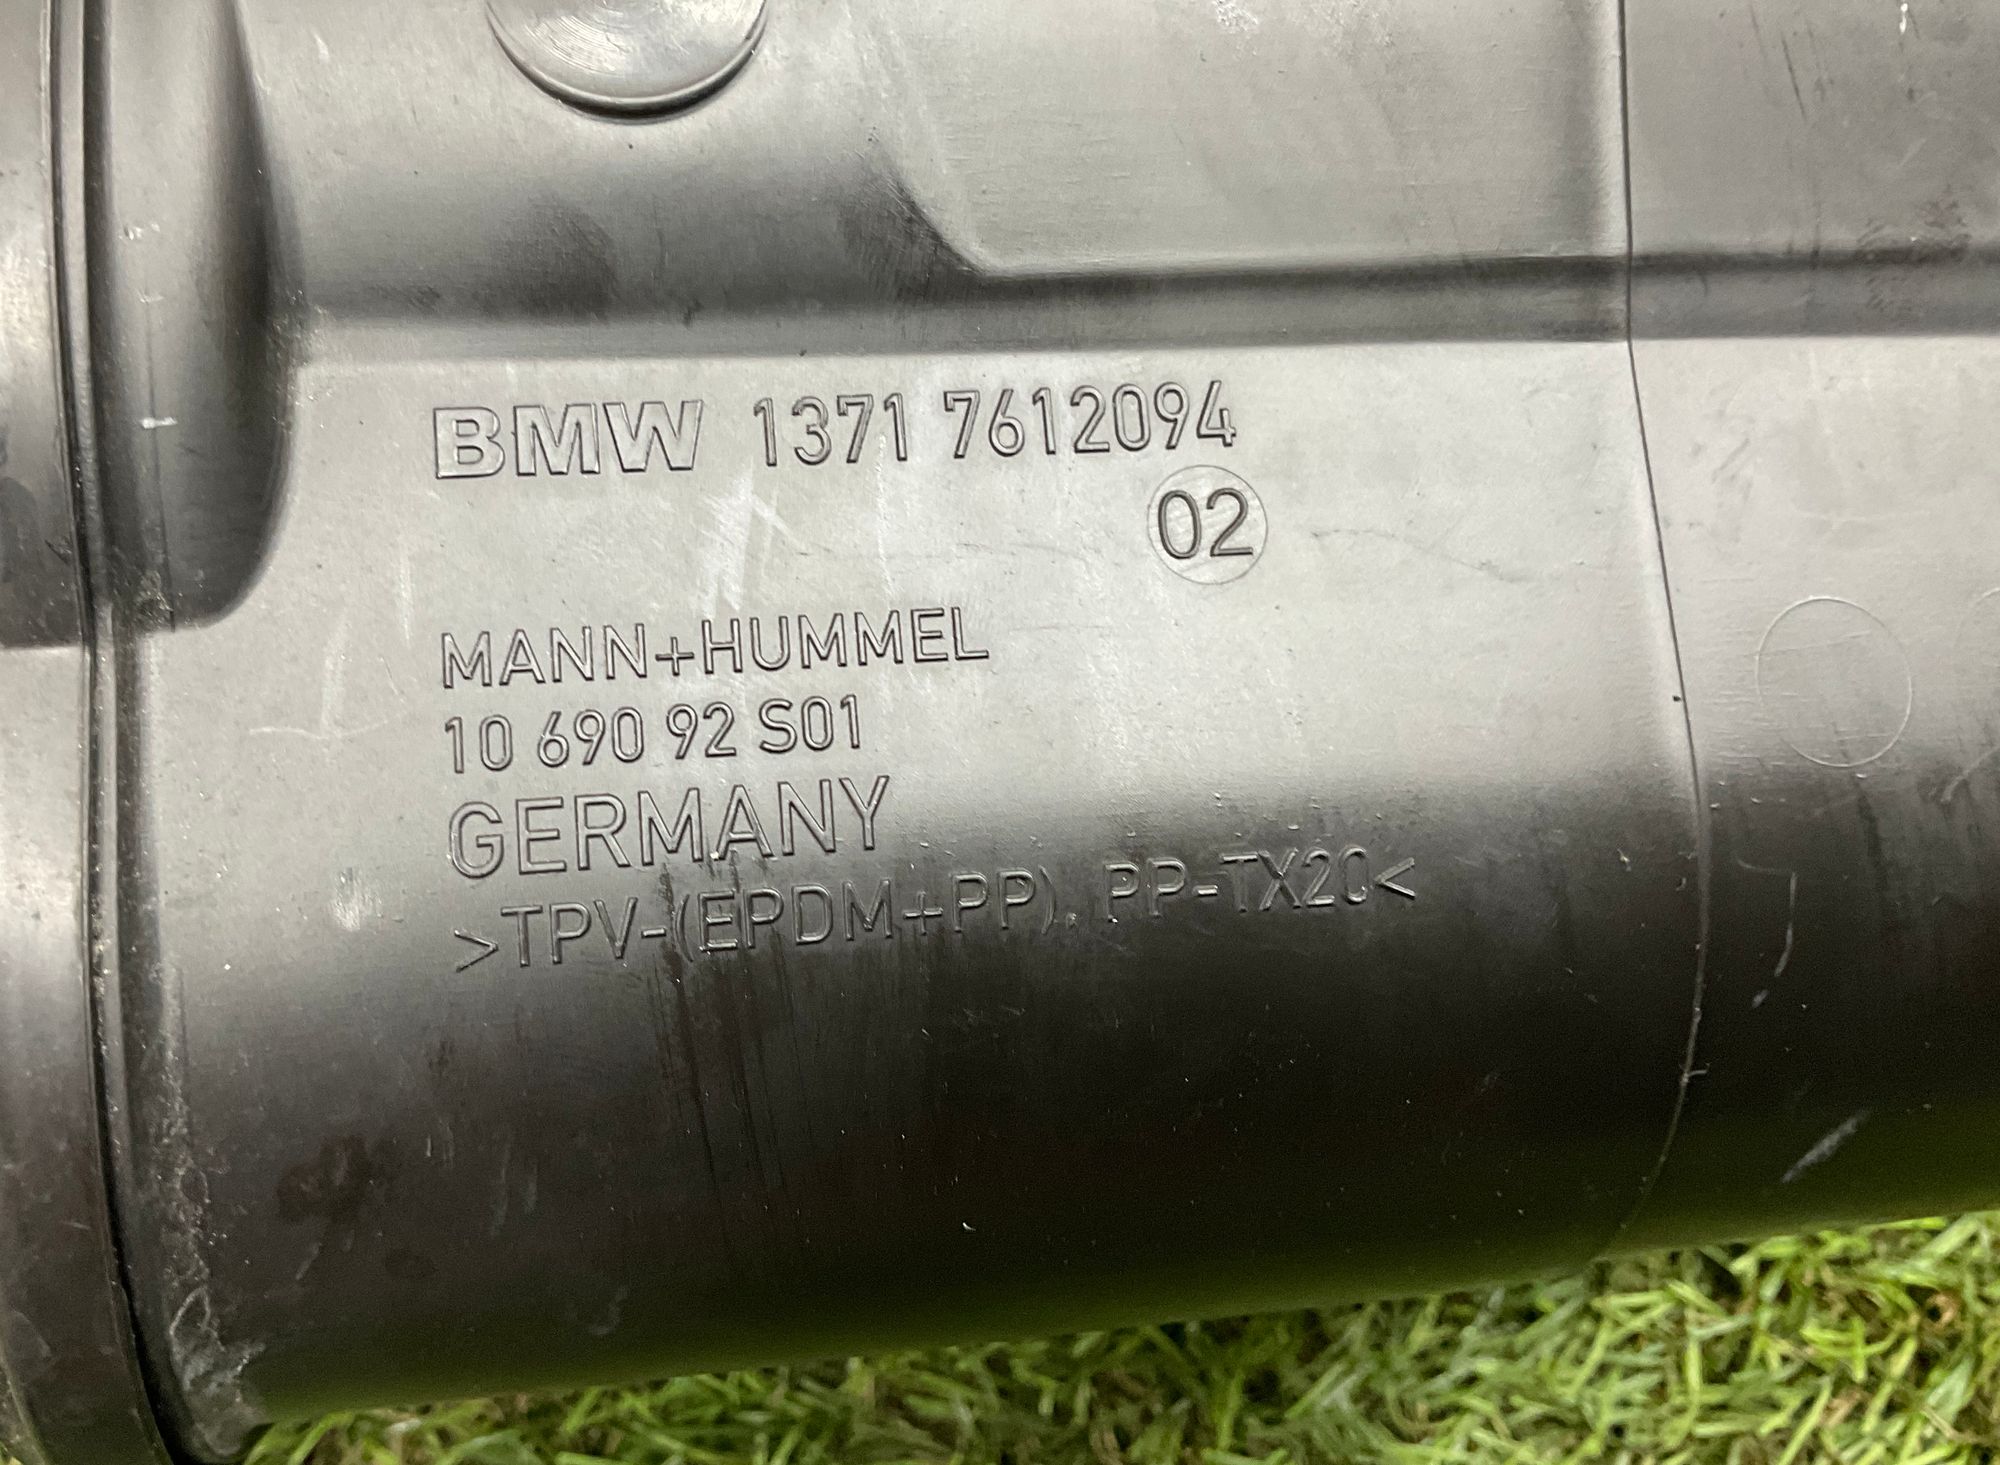 BMW 1371 7612094
02
MANN+HUMMEL
10 690 92 S01
GERMANY
>TPV-(EPDM+PP), PP-TX20<